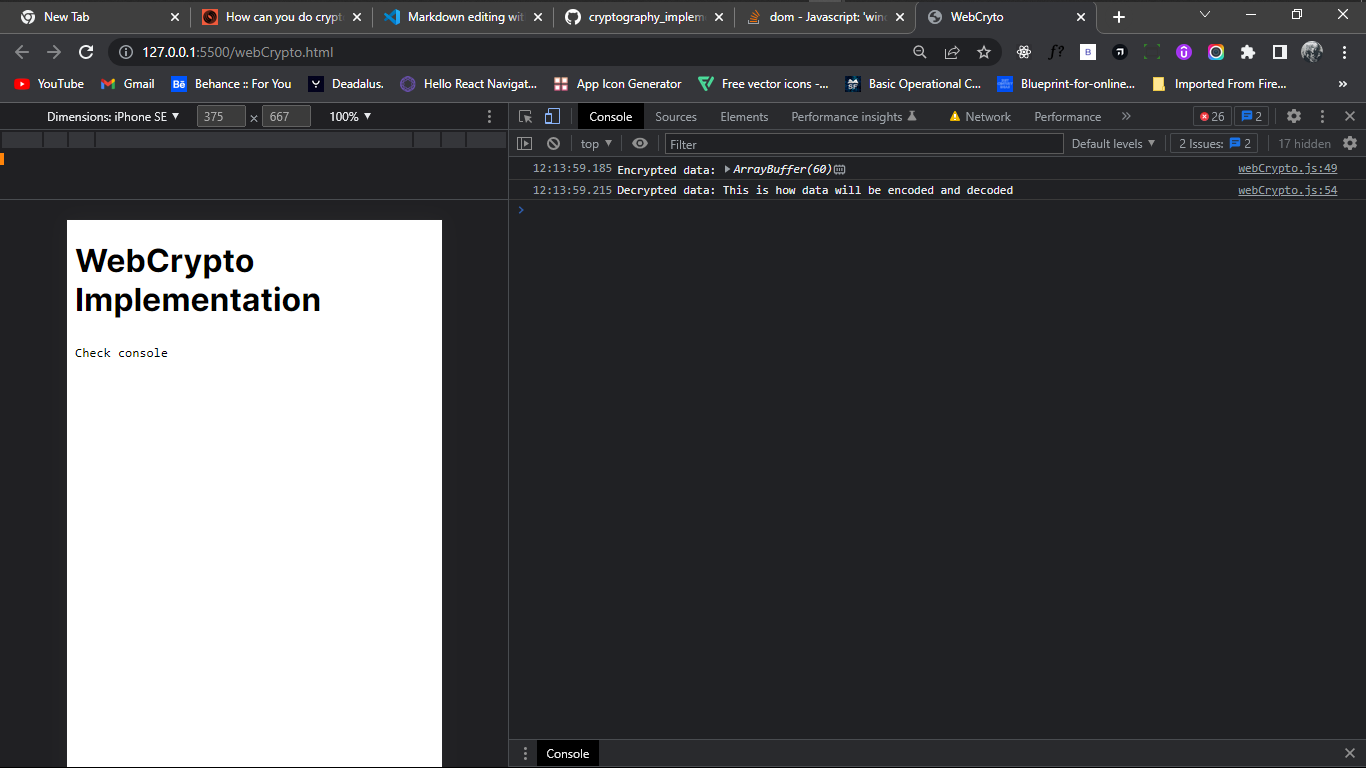 New Tab
How can you do crypt
Markdown editing wit
cryptography_implem
dom - Javascript: 'win
WebCryto
127.0.0.1:5500/webCrypto.html
YouTube
Gmail
Behance :: For You
Deadalus.
Hello React Navigat...
App Icon Generator
Free vector icons -...
Basic Operational C...
Blueprint-for-online...
Imported From Fire...
»
Dimensions: iPhone SE ▼ 375 × 667 100% ▼
Console Sources Elements Performance insights Network Performance » 26 2
top ▼ Filter Default levels ▼ 2 Issues: 2 17 hidden
12:13:59.185 Encrypted data: ▶ArrayBuffer(60) webCrypto.js:49
12:13:59.215 Decrypted data: This is how data will be encoded and decoded webCrypto.js:54
>
WebCrypto
Implementation
Check console
Console